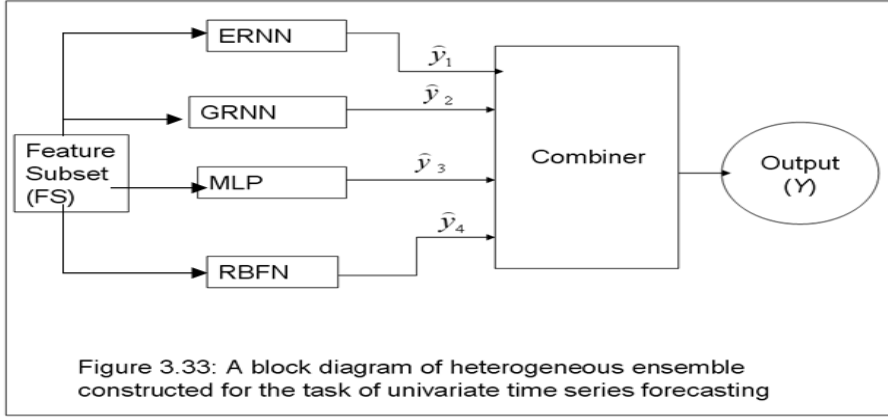 ERNN
ŷ₁
GRNN
ŷ₂
Feature
Subset
(FS)
MLP
ŷ₃
RBFN
ŷ₄
Combiner
Output
(Y)
Figure 3.33: A block diagram of heterogeneous ensemble
constructed for the task of univariate time series forecasting